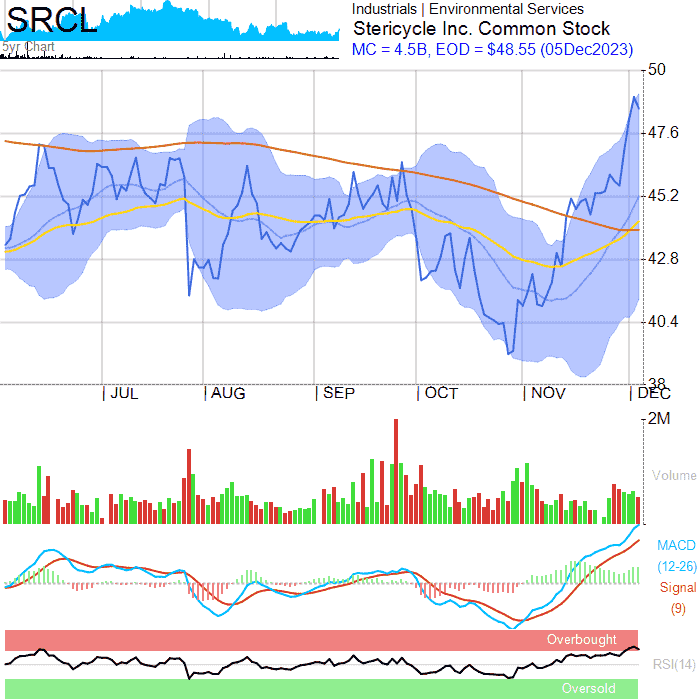 SRCL
5yr Chart
Industrials | Environmental Services
Stericycle Inc. Common Stock
MC = 4.5B, EOD = $48.55 (05Dec2023)
50
47.6
45.2
42.8
40.4
38
| JUL | AUG | SEP | OCT | NOV | DEC
2M
Volume
MACD
(12-26)
Signal
(9)
Overbought
RSI(14)
Oversold